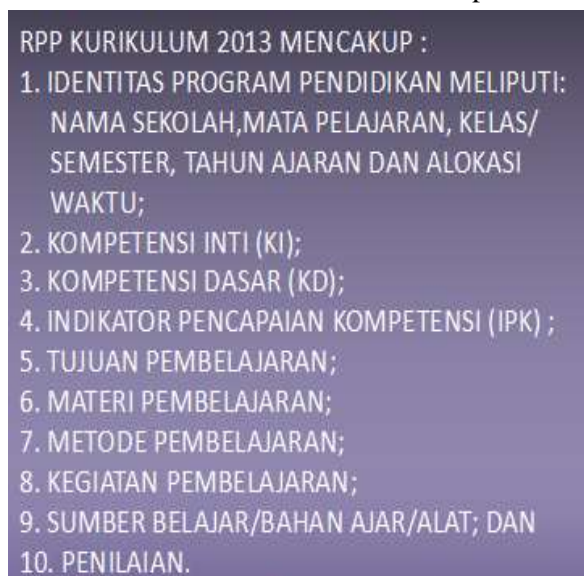 RPP KURIKULUM 2013 MENCAKUP :
1. IDENTITAS PROGRAM PENDIDIKAN MELIPUTI:
NAMA SEKOLAH,MATA PELAJARAN, KELAS/
SEMESTER, TAHUN AJARAN DAN ALOKASI
WAKTU;
2. KOMPETENSI INTI (KI);
3. KOMPETENSI DASAR (KD);
4. INDIKATOR PENCAPAIAN KOMPETENSI (IPK) ;
5. TUJUAN PEMBELAJARAN;
6. MATERI PEMBELAJARAN;
7. METODE PEMBELAJARAN;
8. KEGIATAN PEMBELAJARAN;
9. SUMBER BELAJAR/BAHAN AJAR/ALAT; DAN
10. PENILAIAN.